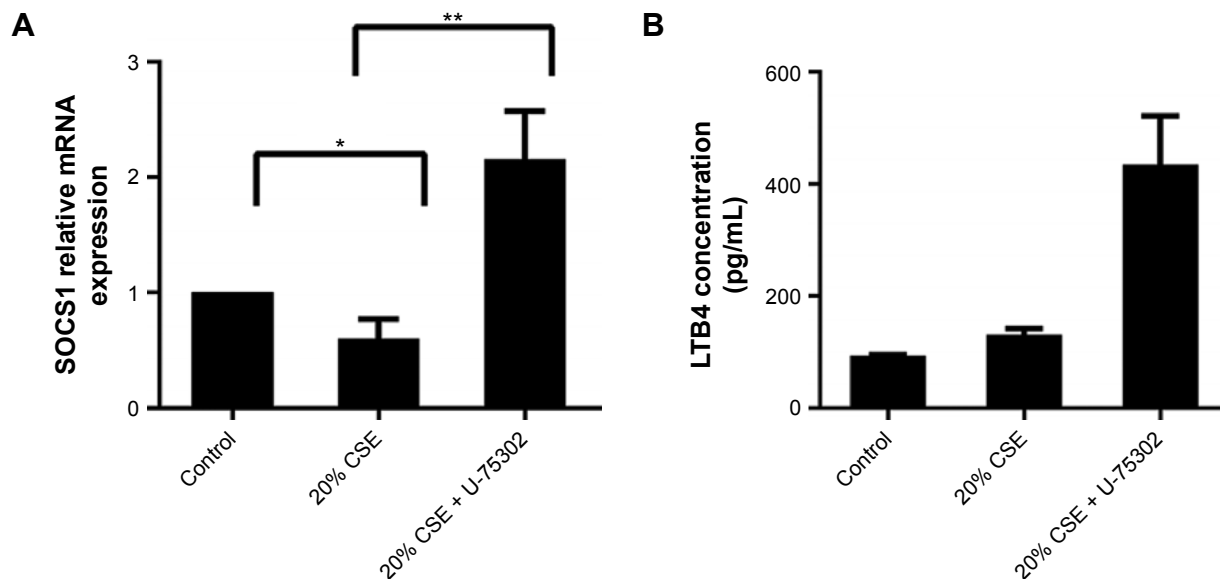 A
SOCS1 relative mRNA
expression
3
2
1
0
*
**
Control
20% CSE
20% CSE + U-75302
B
LTB4 concentration
(pg/mL)
600
400
200
0
Control
20% CSE
20% CSE + U-75302